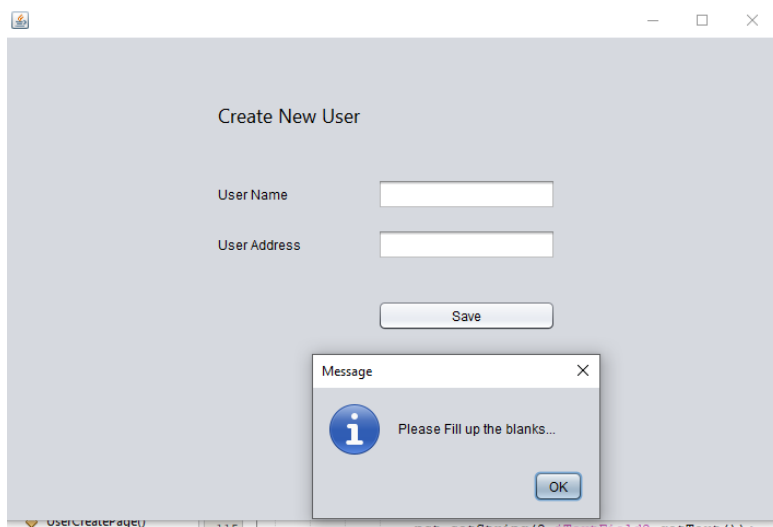 Create New User
User Name
User Address
Save
Message
Please Fill up the blanks...
OK
UserCreatePage()